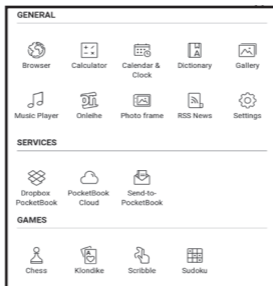 GENERAL
Browser Calculator Calendar & Clock Dictionary Gallery
Music Player Onleihe Photo frame RSS News Settings
SERVICES
Dropbox PocketBook PocketBook Cloud Send-to-PocketBook
GAMES
Chess Klondike Scribble Sudoku